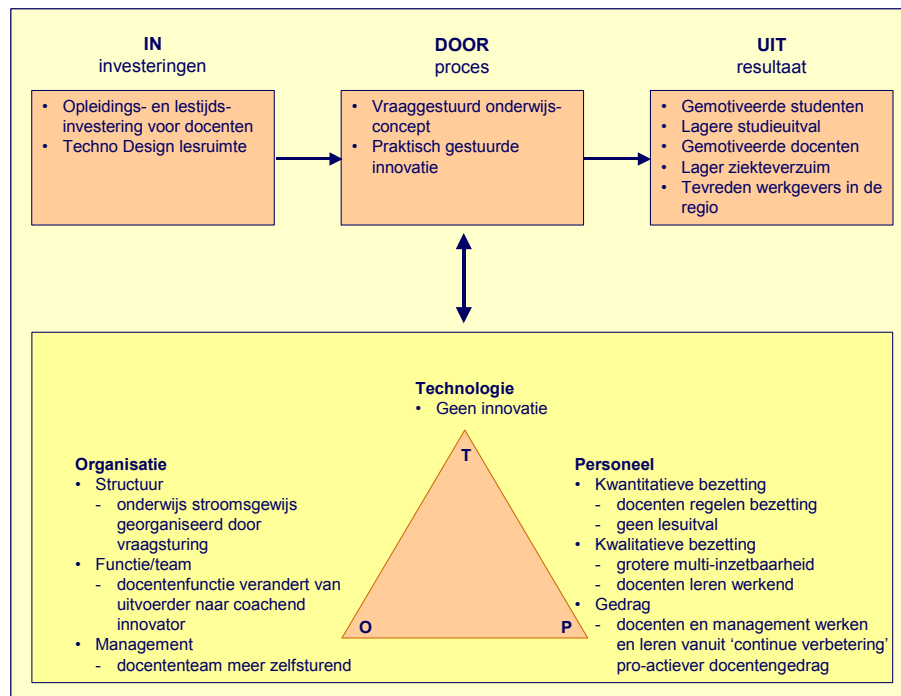 IN
investeringen
DOOR
proces
UIT
resultaat
• Opleidings- en lestijds-
investering voor docenten
• Techno Design lesruimte
• Vraaggestuurd onderwijs-
concept
• Praktisch gestuurde
innovatie
• Gemotiveerde studenten
• Lagere studieuitval
• Gemotiveerde docenten
• Lager ziekteverzuim
• Tevreden werkgevers in de
regio
Technologie
• Geen innovatie
T
O
P
Organisatie
• Structuur
- onderwijs stroomsgewijs
georganiseerd door
vraagsturing
• Functie/team
- docentenfunctie verandert van
uitvoerder naar coachend
innovator
• Management
- docententeam meer zelfsturend
Personeel
• Kwantitatieve bezetting
- docenten regelen bezetting
- geen lesuitval
• Kwalitatieve bezetting
- grotere multi-inzetbaarheid
- docenten leren werkend
• Gedrag
- docenten en management werken
en leren vanuit ‘continue verbetering’
pro-actiever docentengedrag